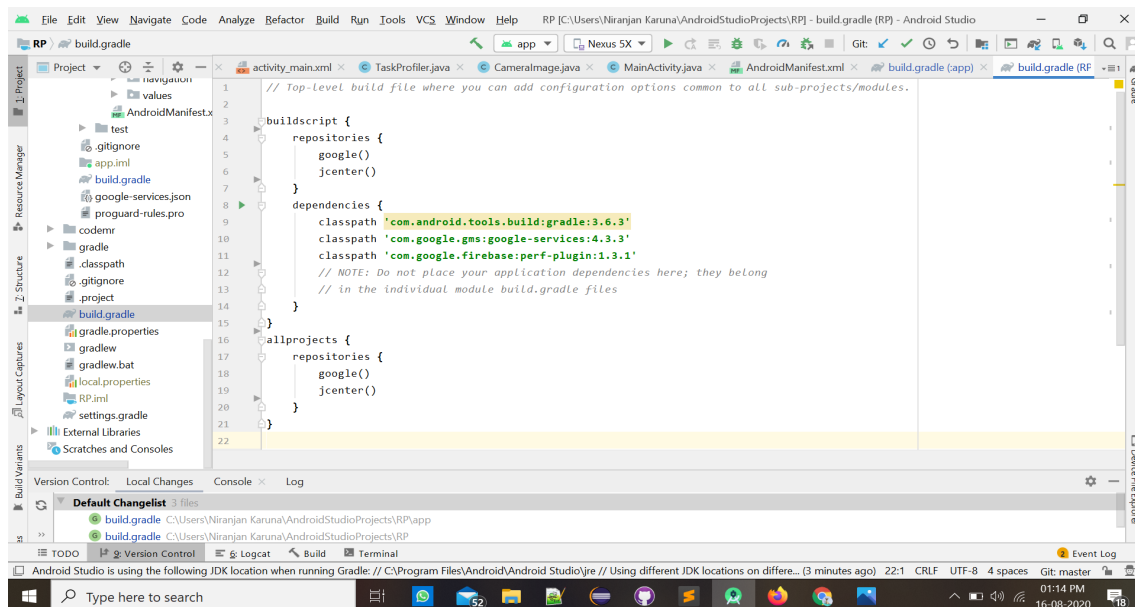 File Edit View Navigate Code Analyze Refactor Build Run Tools VCS Window Help RP [C:\Users\Niranjan Karuna\AndroidStudioProjects\RP] - build.gradle (RP) - Android Studio
RP build.gradle app Nexus 5X Git:
Project activity_main.xml TaskProfiler.java CameraImage.java MainActivity.java AndroidManifest.xml build.gradle (:app) build.gradle (RP
1: Project
Resource Manager
7: Structure
Layout Captures
Build Variants
navigation
values
AndroidManifest.x
test
.gitignore
app.iml
build.gradle
google-services.json
proguard-rules.pro
codemr
gradle
.classpath
.gitignore
.project
build.gradle
gradle.properties
gradlew
gradlew.bat
local.properties
RP.iml
settings.gradle
External Libraries
Scratches and Consoles
1 // Top-level build file where you can add configuration options common to all sub-projects/modules.
2
3 buildscript {
4 repositories {
5 google()
6 jcenter()
7 }
8 dependencies {
9 classpath 'com.android.tools.build:gradle:3.6.3'
10 classpath 'com.google.gms:google-services:4.3.3'
11 classpath 'com.google.firebase:perf-plugin:1.3.1'
12 // NOTE: Do not place your application dependencies here; they belong
13 // in the individual module build.gradle files
14 }
15 }
16 allprojects {
17 repositories {
18 google()
19 jcenter()
20 }
21 }
22
Version Control: Local Changes Console Log
Default Changelist 3 files
build.gradle C:\Users\Niranjan Karuna\AndroidStudioProjects\RP\app
build.gradle C:\Users\Niranjan Karuna\AndroidStudioProjects\RP
TODO 9: Version Control 6: Logcat Build Terminal 2 Event Log
Android Studio is using the following JDK location when running Gradle: // C:\Program Files\Android\Android Studio\jre // Using different JDK locations on differe... (3 minutes ago) 22:1 CRLF UTF-8 4 spaces Git: master
Type here to search 52 01:14 PM
16-08-2020 18